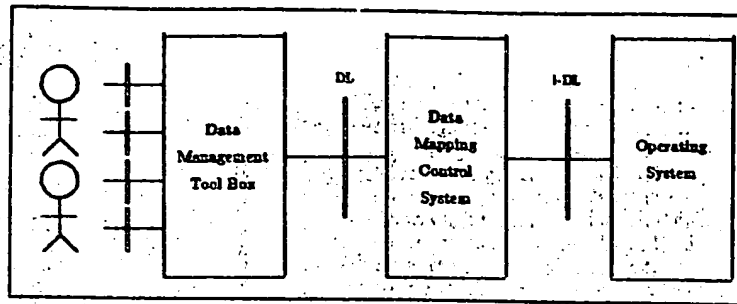 Data
Management
Tool Box
DL
Data
Mapping
Control
System
i-DL
Operating
System